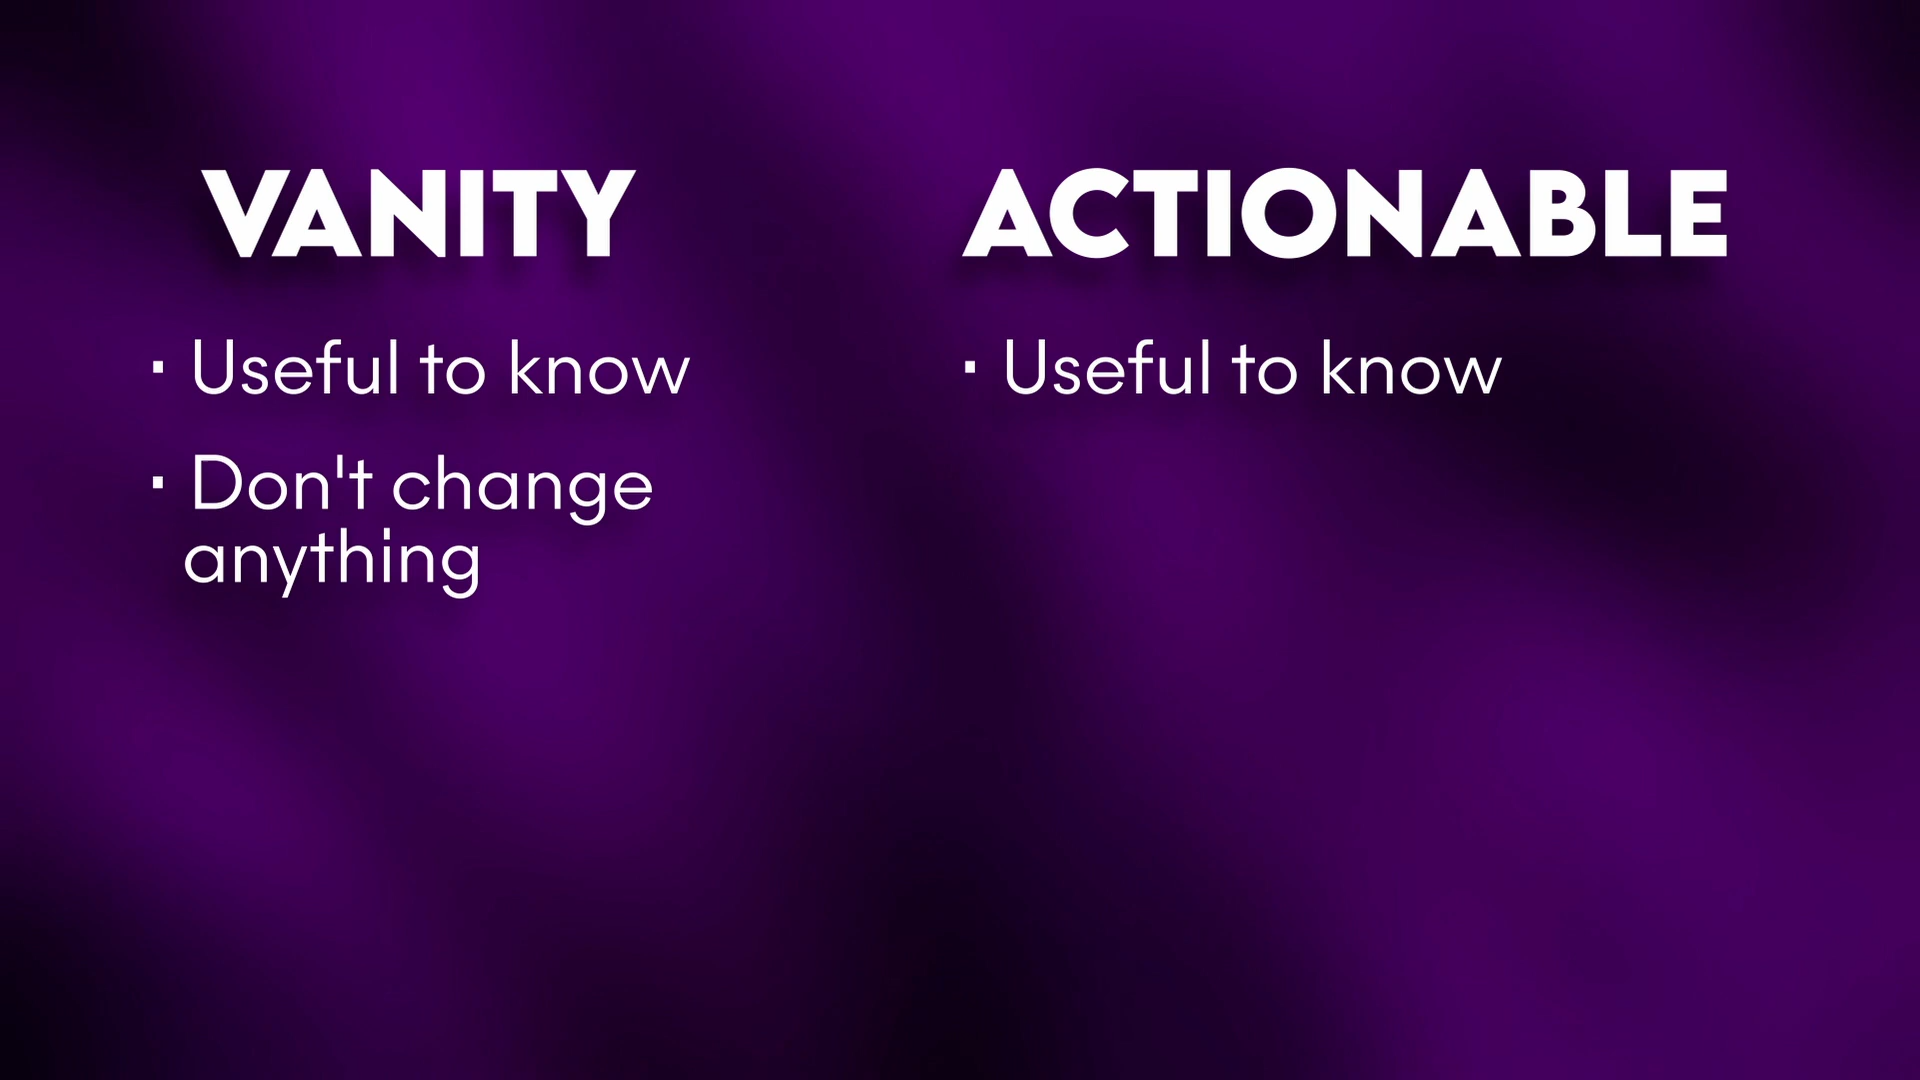 VANITY
· Useful to know
· Don't change
anything
ACTIONABLE
· Useful to know